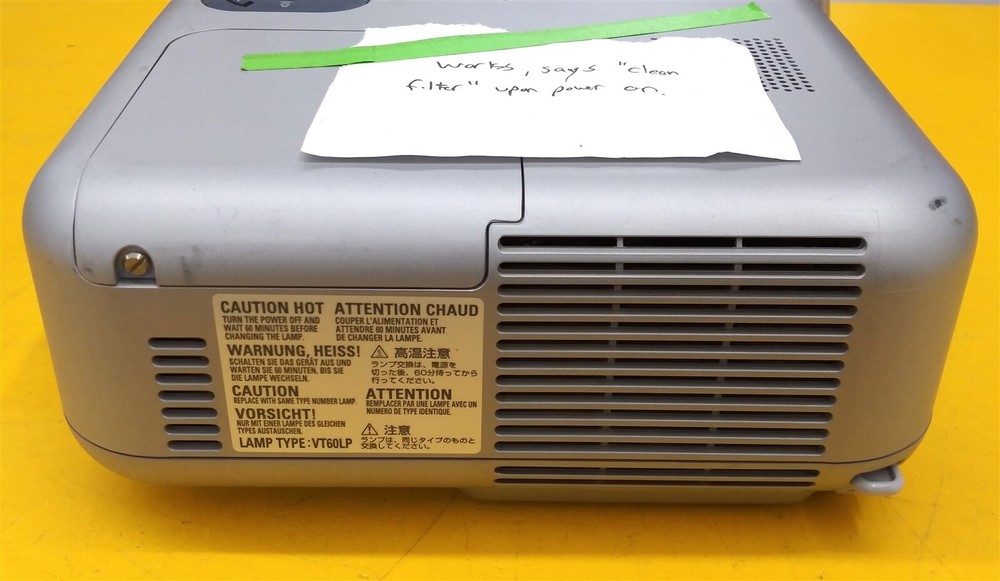 Works, says "clean
filter" upon power on.
CAUTION HOT
TURN THE POWER OFF AND
WAIT 60 MINUTES BEFORE
CHANGING THE LAMP.
ATTENTION CHAUD
COUPER L'ALIMENTATION ET
ATTENDRE 60 MINUTES AVANT
DE CHANGER LA LAMPE.
WARNUNG, HEISS!
SCHALTEN SIE DAS GERÄT AUS UND
WARTEN SIE 60 MINUTEN, BIS SIE
DIE LAMPE WECHSELN.
高温注意
ランプ交換は、電源を
切った後、60分待ってから
行ってください。
CAUTION
REPLACE WITH SAME TYPE NUMBER LAMP.
ATTENTION
REMPLACER PAR UNE LAMPE AVEC UN
NUMERO DE TYPE IDENTIQUE.
VORSICHT!
NUR MIT EINER LAMPE DES GLEICHEN
TYPES AUSTAUSCHEN.
注意
ランプは、同じタイプのものと
交換してください。
LAMP TYPE : VT60LP